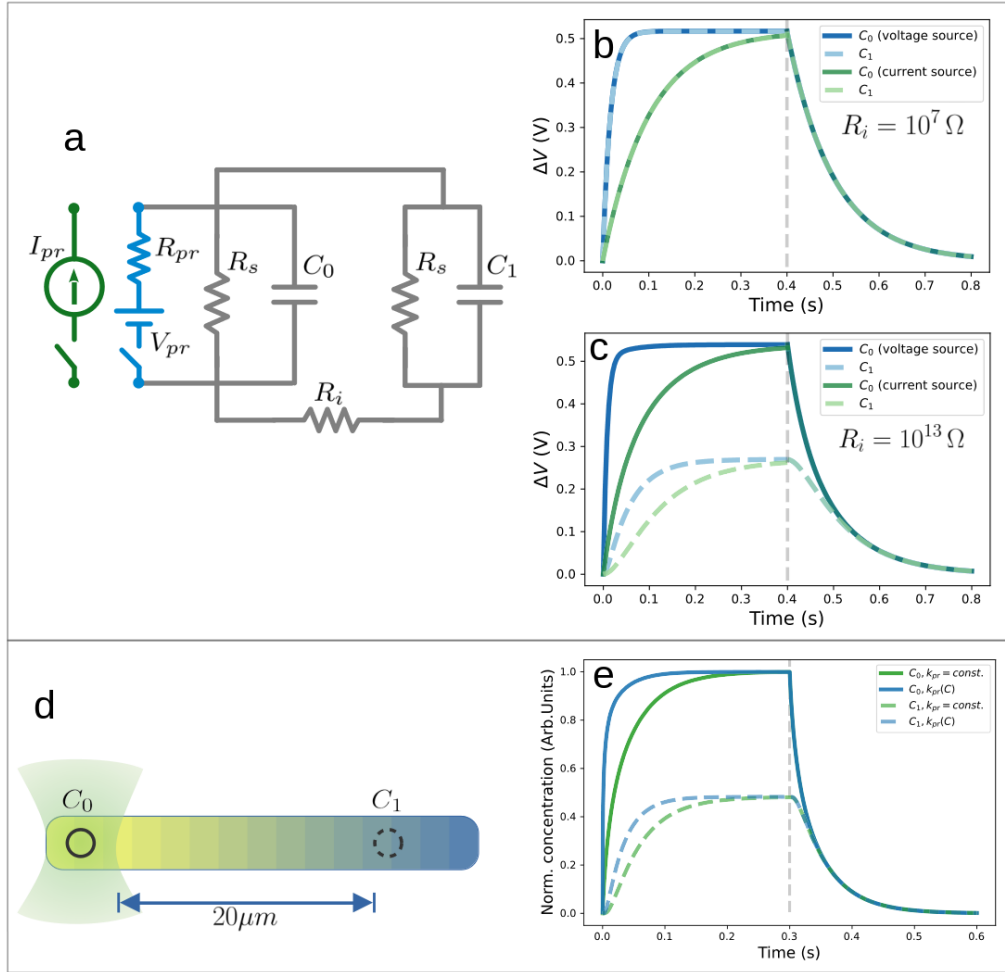 a
I_pr
R_pr
V_pr
R_s
C_0
R_s
C_1
R_i
b
ΔV (V)
0.5
0.4
0.3
0.2
0.1
0.0
C_0 (voltage source)
C_1
C_0 (current source)
C_1
R_i = 10^7 Ω
0.0 0.1 0.2 0.3 0.4 0.5 0.6 0.7 0.8
Time (s)
c
ΔV (V)
0.5
0.4
0.3
0.2
0.1
0.0
C_0 (voltage source)
C_1
C_0 (current source)
C_1
R_i = 10^13 Ω
0.0 0.1 0.2 0.3 0.4 0.5 0.6 0.7 0.8
Time (s)
d
C_0
C_1
20μm
e
Norm. concentration (Arb.Units)
1.0
0.8
0.6
0.4
0.2
0.0
C_0, k_pr = const.
C_0, k_pr(C)
C_1, k_pr = const.
C_1, k_pr(C)
0.0 0.1 0.2 0.3 0.4 0.5 0.6
Time (s)